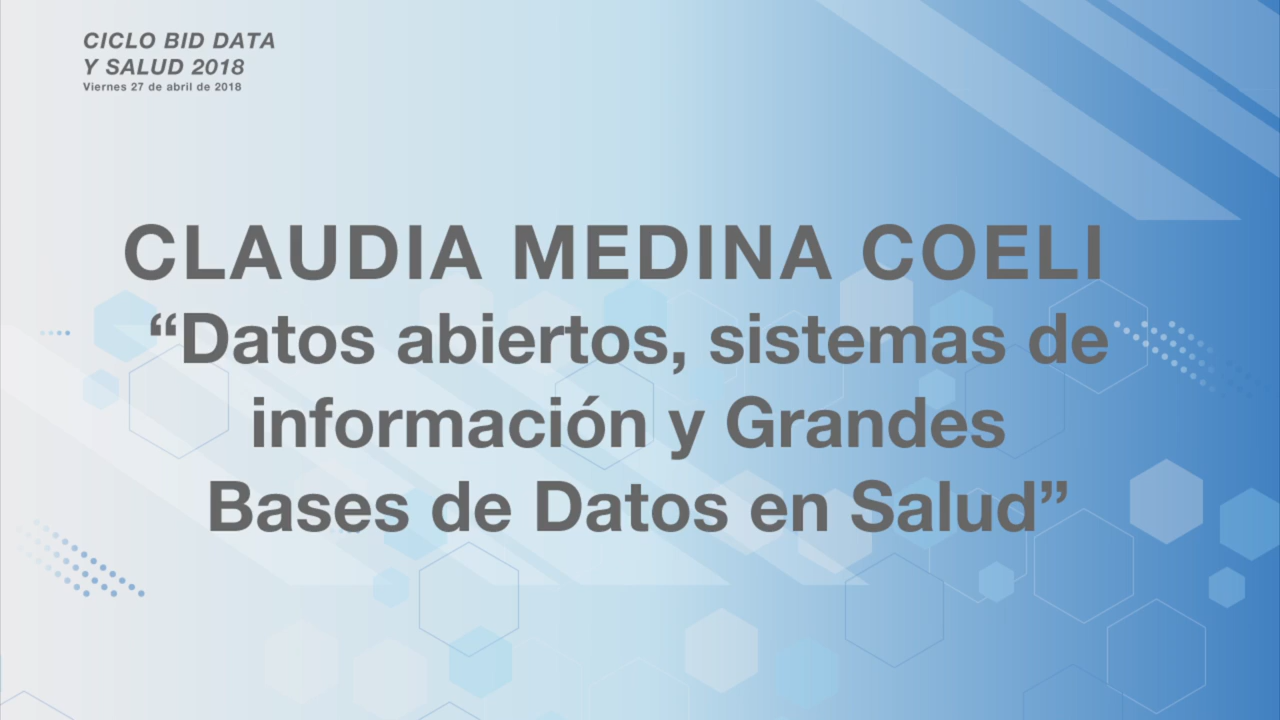 CICLO BID DATA
Y SALUD 2018
Viernes 27 de abril de 2018
CLAUDIA MEDINA COELI
“Datos abiertos, sistemas de
información y Grandes
Bases de Datos en Salud”